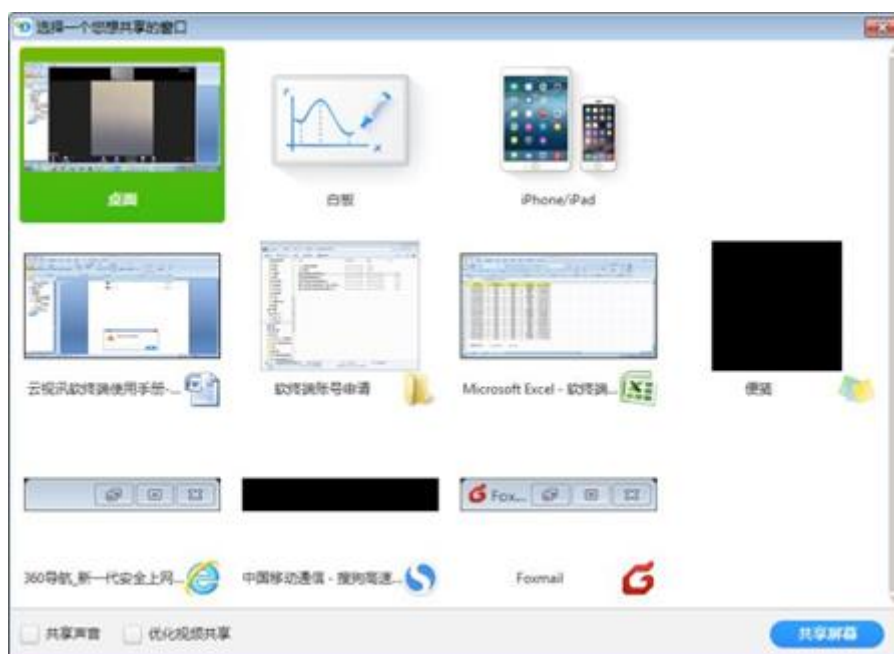 选择一个您想共享的窗口
桌面
白板
iPhone/iPad
云视讯软终端使用手册-...
软终端账号申请
Microsoft Excel - 软终端...
便笺
Fox...
360导航_新一代安全上网...
中国移动通信 - 搜狗高速...
Foxmail
共享声音
优化视频共享
共享屏幕